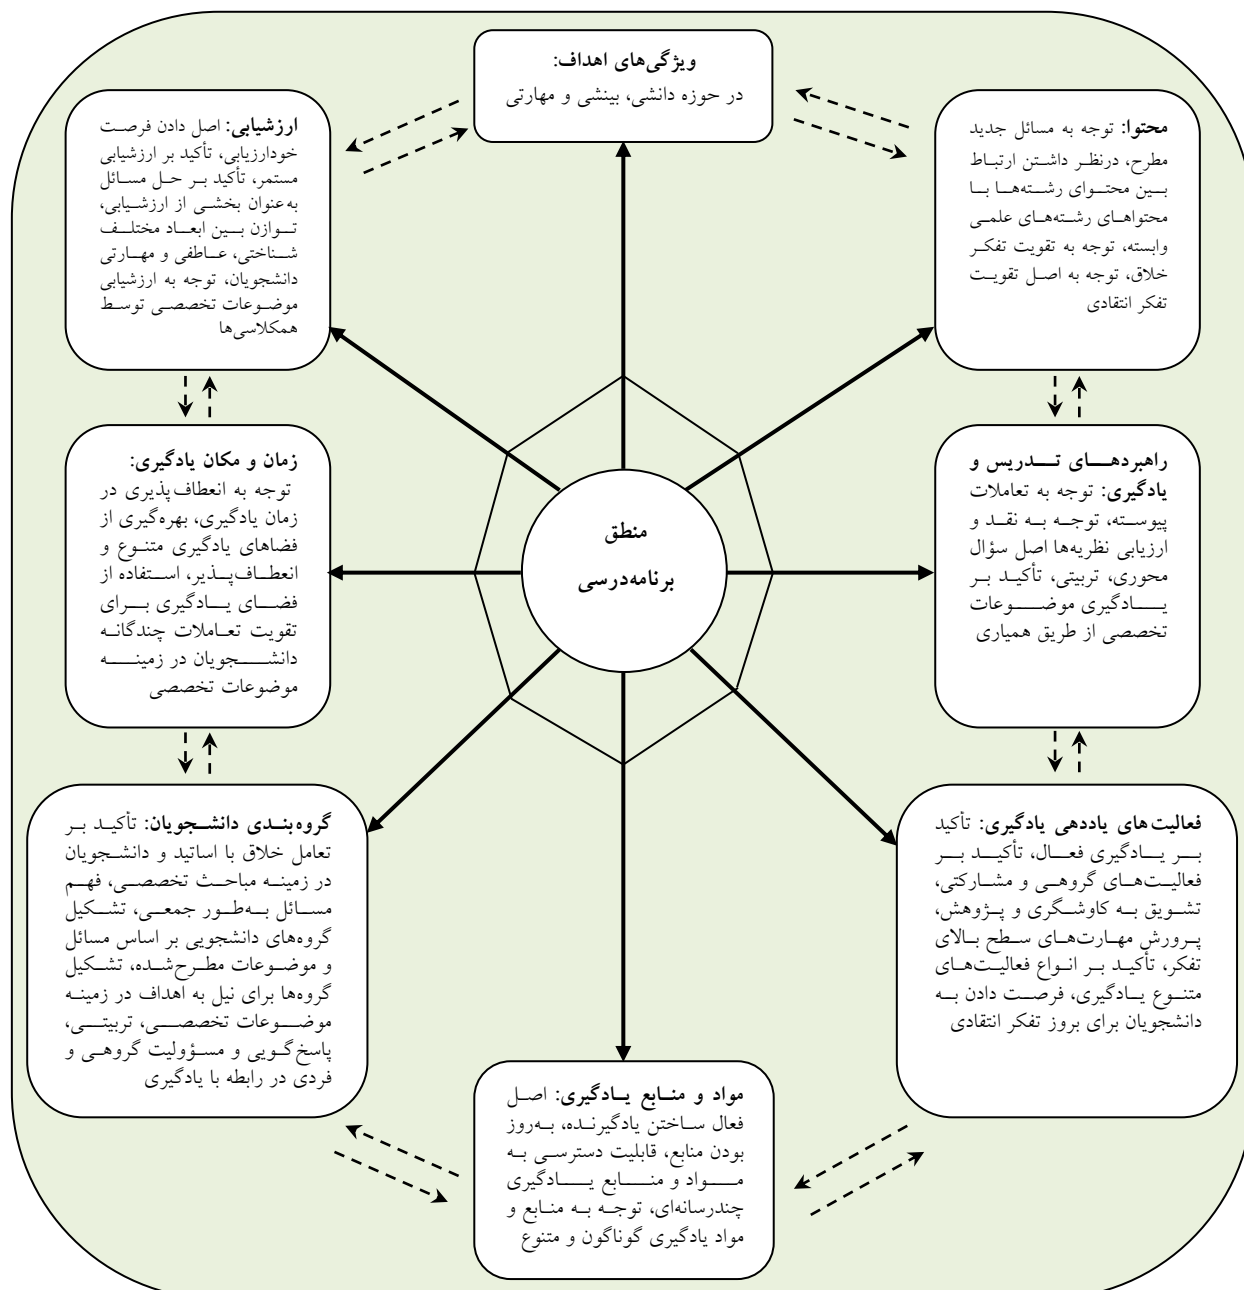 ویژگی‌های اهداف:
در حوزه دانشی، بینشی و مهارتی
محتوا: توجه به مسائل جدید
مطرح، درنظر داشتن ارتباط
بین محتوای رشته‌ها با
محتواهای رشته‌های علمی
وابسته، توجه به تقویت تفکر
خلاق، توجه به اصل تقویت
تفکر انتقادی
راهبردهای تدریس و
یادگیری: توجه به تعاملات
پیوسته، توجه به نقد و
ارزیابی نظریه‌ها اصل سؤال
محوری، تربیتی، تأکید بر
یادگیری موضوعات
تخصصی از طریق همیاری
فعالیت‌های یاددهی یادگیری: تأکید
بر یادگیری فعال، تأکید بر
فعالیت‌های گروهی و مشارکتی،
تشویق به کاوشگری و پژوهش،
پرورش مهارت‌های سطح بالای
تفکر، تأکید بر انواع فعالیت‌های
متنوع یادگیری، فرصت دادن به
دانشجویان برای بروز تفکر انتقادی
مواد و منابع یادگیری: اصل
فعال ساختن یادگیرنده، به‌روز
بودن منابع، قابلیت دسترسی به
مواد و منابع یادگیری
چندرسانه‌ای، توجه به منابع و
مواد یادگیری گوناگون و متنوع
گروه‌بندی دانشجویان: تأکید بر
تعامل خلاق با اساتید و دانشجویان
در زمینه مباحث تخصصی، فهم
مسائل به‌طور جمعی، تشکیل
گروه‌های دانشجویی بر اساس مسائل
و موضوعات مطرح‌شده، تشکیل
گروه‌ها برای نیل به اهداف در زمینه
موضوعات تخصصی، تربیتی،
پاسخ‌گویی و مسؤولیت گروهی و
فردی در رابطه با یادگیری
زمان و مکان یادگیری:
توجه به انعطاف‌پذیری در
زمان یادگیری، بهره‌گیری از
فضاهای یادگیری متنوع و
انعطاف‌پذیر، استفاده از
فضای یادگیری برای
تقویت تعاملات چندگانه
دانشجویان در زمینه
موضوعات تخصصی
ارزشیابی: اصل دادن فرصت
خودارزیابی، تأکید بر ارزشیابی
مستمر، تأکید بر حل مسائل
به‌عنوان بخشی از ارزشیابی،
توازن بین ابعاد مختلف
شناختی، عاطفی و مهارتی
دانشجویان، توجه به ارزشیابی
موضوعات تخصصی توسط
همکلاسی‌ها
منطق
برنامه‌درسی